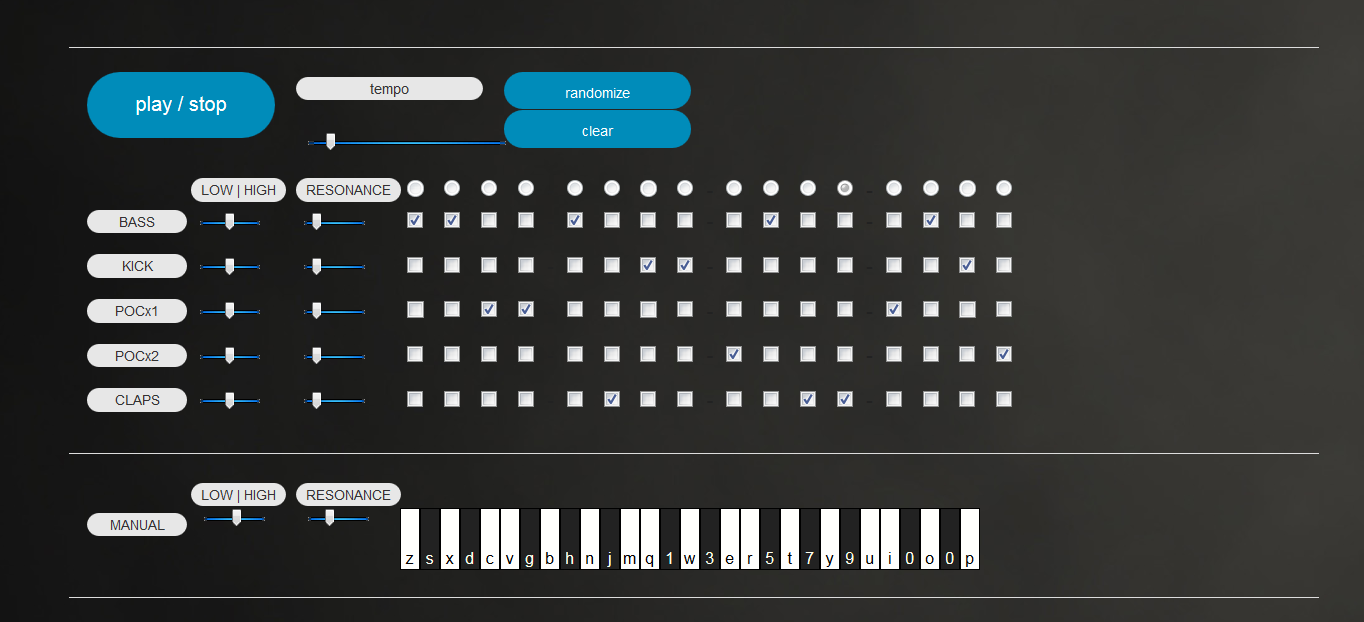 play / stop
tempo
randomize
clear
LOW | HIGH RESONANCE
BASS
KICK
POCx1
POCx2
CLAPS
LOW | HIGH RESONANCE
MANUAL
z s x d c v g b h n j m q 1 w 3 e r 5 t 7 y 9 u i 0 o 0 p